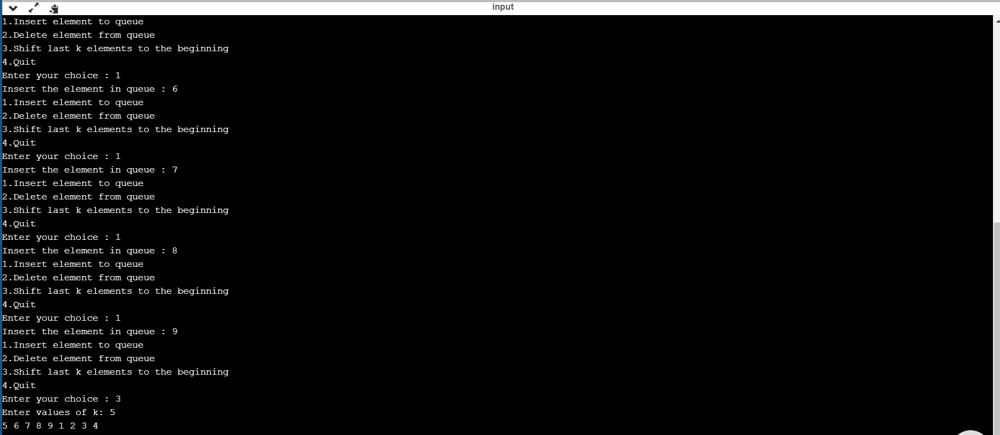 input
1.Insert element to queue
2.Delete element from queue
3.Shift last k elements to the beginning
4.Quit
Enter your choice : 1
Insert the element in queue : 6
1.Insert element to queue
2.Delete element from queue
3.Shift last k elements to the beginning
4.Quit
Enter your choice : 1
Insert the element in queue : 7
1.Insert element to queue
2.Delete element from queue
3.Shift last k elements to the beginning
4.Quit
Enter your choice : 1
Insert the element in queue : 8
1.Insert element to queue
2.Delete element from queue
3.Shift last k elements to the beginning
4.Quit
Enter your choice : 1
Insert the element in queue : 9
1.Insert element to queue
2.Delete element from queue
3.Shift last k elements to the beginning
4.Quit
Enter your choice : 3
Enter values of k: 5
5 6 7 8 9 1 2 3 4